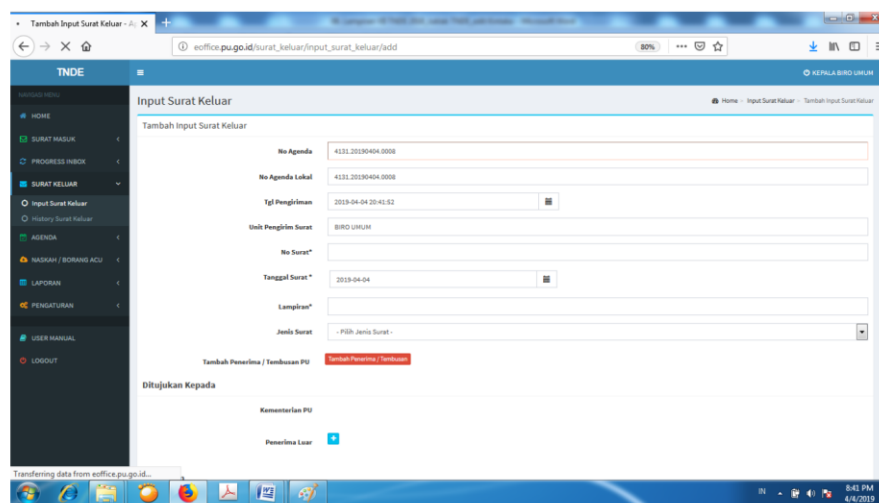 Tambah Input Surat Keluar - A
eoffice.pu.go.id/surat_keluar/input_surat_keluar/add
80%
TNDE
KEPALA BIRO UMUM
NAVIGASI MENU
HOME
SURAT MASUK
PROGRESS INBOX
SURAT KELUAR
Input Surat Keluar
History Surat Keluar
AGENDA
NASKAH / BORANG ACU
LAPORAN
PENGATURAN
USER MANUAL
LOGOUT
Input Surat Keluar
Home > Input Surat Keluar > Tambah Input Surat Keluar
Tambah Input Surat Keluar
No Agenda 4131.20190404.0008
No Agenda Lokal 4131.20190404.0008
Tgl Pengiriman 2019-04-04 20:41:52
Unit Pengirim Surat BIRO UMUM
No Surat*
Tanggal Surat * 2019-04-04
Lampiran*
Jenis Surat - Pilih Jenis Surat -
Tambah Penerima / Tembusan PU Tambah Penerima / Tembusan
Ditujukan Kepada
Kementerian PU
Penerima Luar
Transferring data from eoffice.pu.go.id...
IN
8:41 PM
4/4/2019